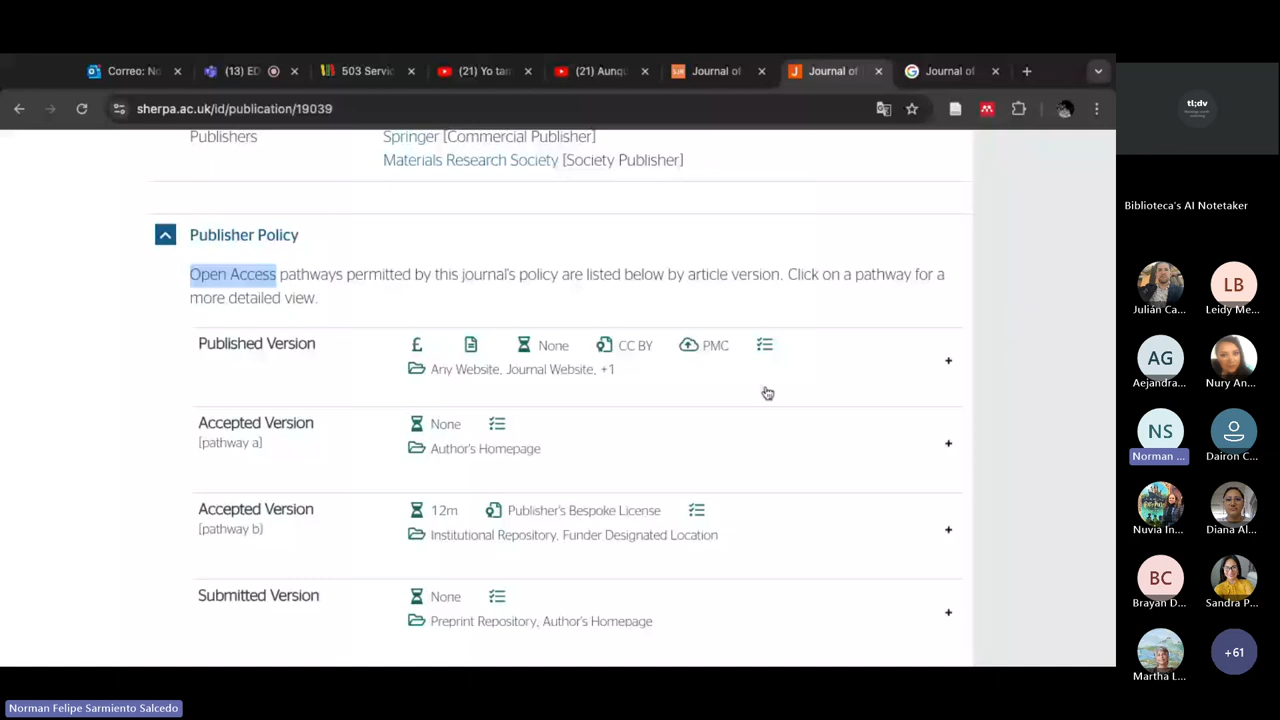 Correo: No
(13) ED
503 Servic
(21) Yo tam
(21) Aunqu
Journal of
Journal of
Journal of
sherpa.ac.uk/id/publication/19039
Publishers
Springer [Commercial Publisher]
Materials Research Society [Society Publisher]
Publisher Policy
Open Access pathways permitted by this journal's policy are listed below by article version. Click on a pathway for a
more detailed view.
Published Version
£ None CC BY PMC
Any Website, Journal Website, +1
+
Accepted Version
[pathway a]
None
Author's Homepage
+
Accepted Version
[pathway b]
12m Publisher's Bespoke License
Institutional Repository, Funder Designated Location
+
Submitted Version
None
Preprint Repository, Author's Homepage
+
tl;dv
Biblioteca's AI Notetaker
Julián Ca...
LB
Leidy Me...
AG
Aejandra...
Nury An...
NS
Norman ...
Dairon C...
Nuvia In...
Diana Al...
BC
Brayan D...
Sandra P...
Martha L...
+61
Norman Felipe Sarmiento Salcedo